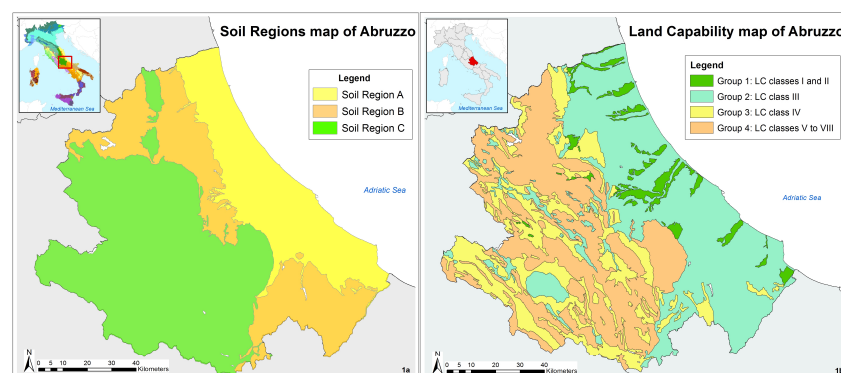 Soil Regions map of Abruzzo
Mediterranean Sea
Legend
Soil Region A
Soil Region B
Soil Region C
Adriatic Sea
N
0 5 10 20 30 40
Kilometers
1a
Land Capability map of Abruzzo
Mediterranean Sea
Legend
Group 1: LC classes I and II
Group 2: LC class III
Group 3: LC class IV
Group 4: LC classes V to VIII
Adriatic Sea
N
0 5 10 20 30 40
Kilometers